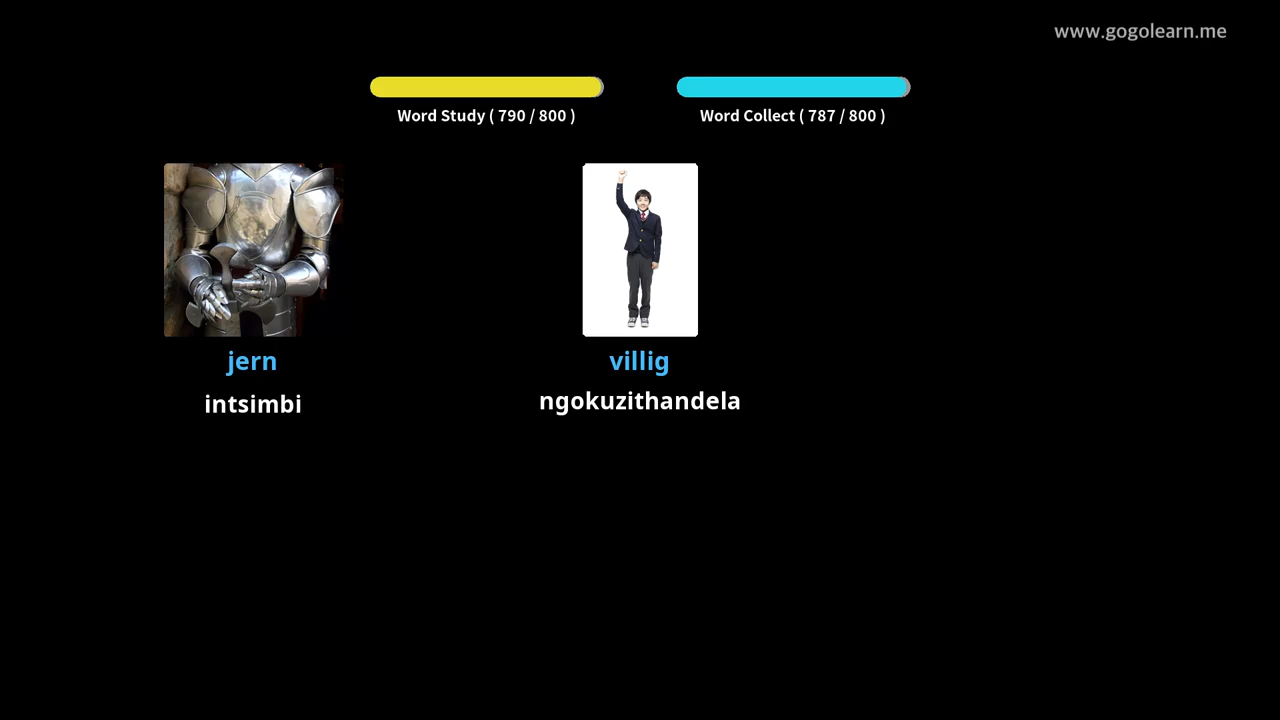 www.gogolearn.me
Word Study ( 790 / 800 )
Word Collect ( 787 / 800 )
jern
villig
intsimbi
ngokuzithandela